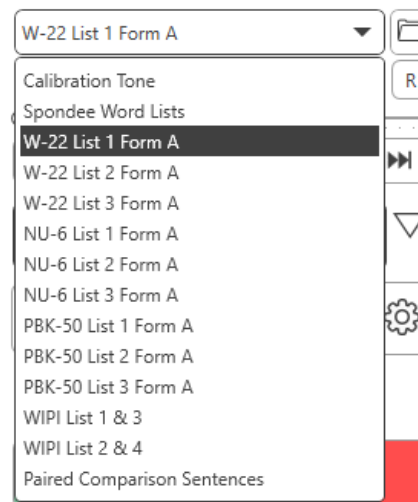 W-22 List 1 Form A
R
Calibration Tone
Spondee Word Lists
W-22 List 1 Form A
W-22 List 2 Form A
W-22 List 3 Form A
NU-6 List 1 Form A
NU-6 List 2 Form A
NU-6 List 3 Form A
PBK-50 List 1 Form A
PBK-50 List 2 Form A
PBK-50 List 3 Form A
WIPI List 1 & 3
WIPI List 2 & 4
Paired Comparison Sentences